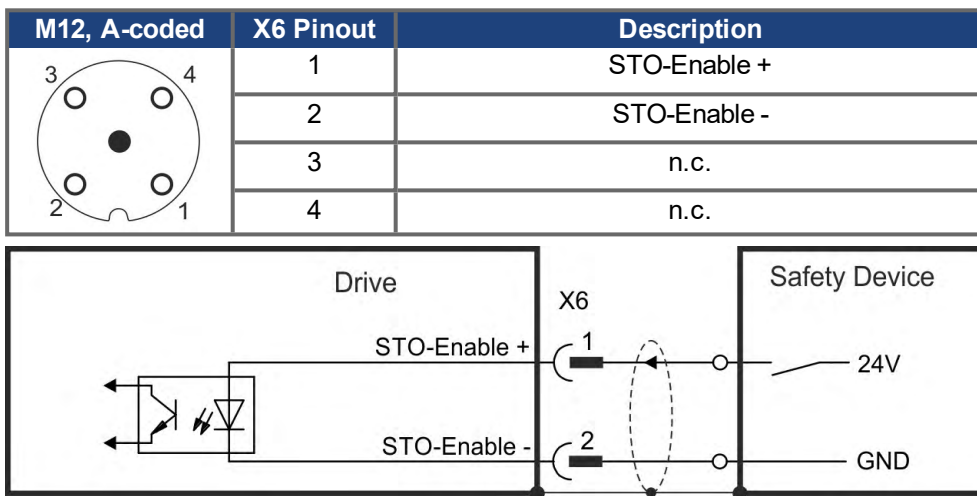 M12, A-coded X6 Pinout Description
1 STO-Enable +
2 STO-Enable -
3 n.c.
4 n.c.
3 4
2 1
Drive
X6
Safety Device
STO-Enable + 1 24V
STO-Enable - 2 GND